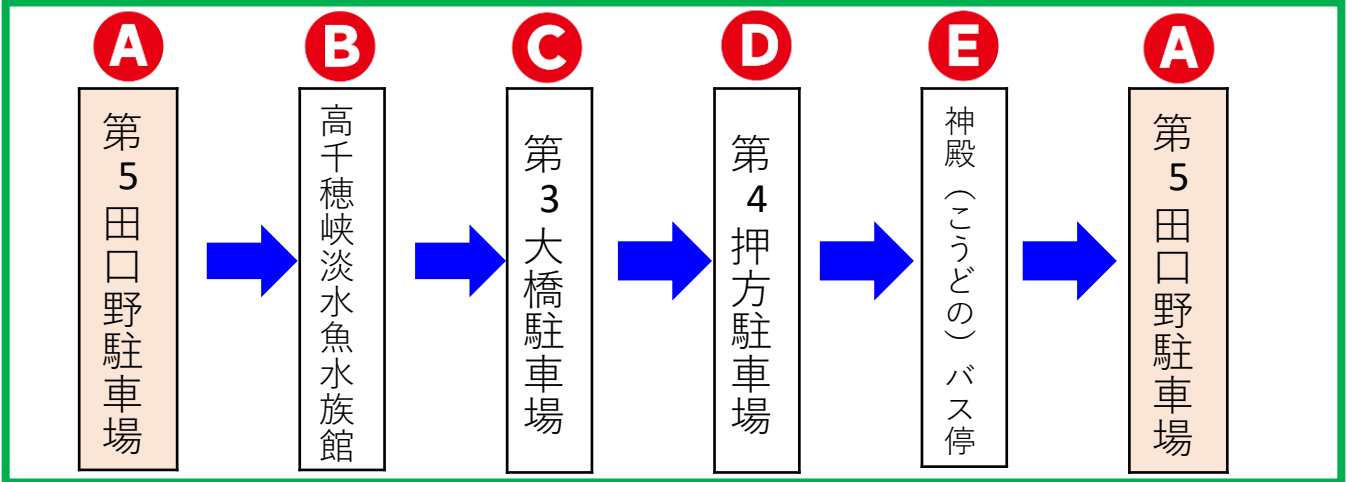 A
第5田口野駐車場
B
高千穂峡淡水魚水族館
C
第3大橋駐車場
D
第4押方駐車場
E
神殿（こうどの）バス停
A
第5田口野駐車場